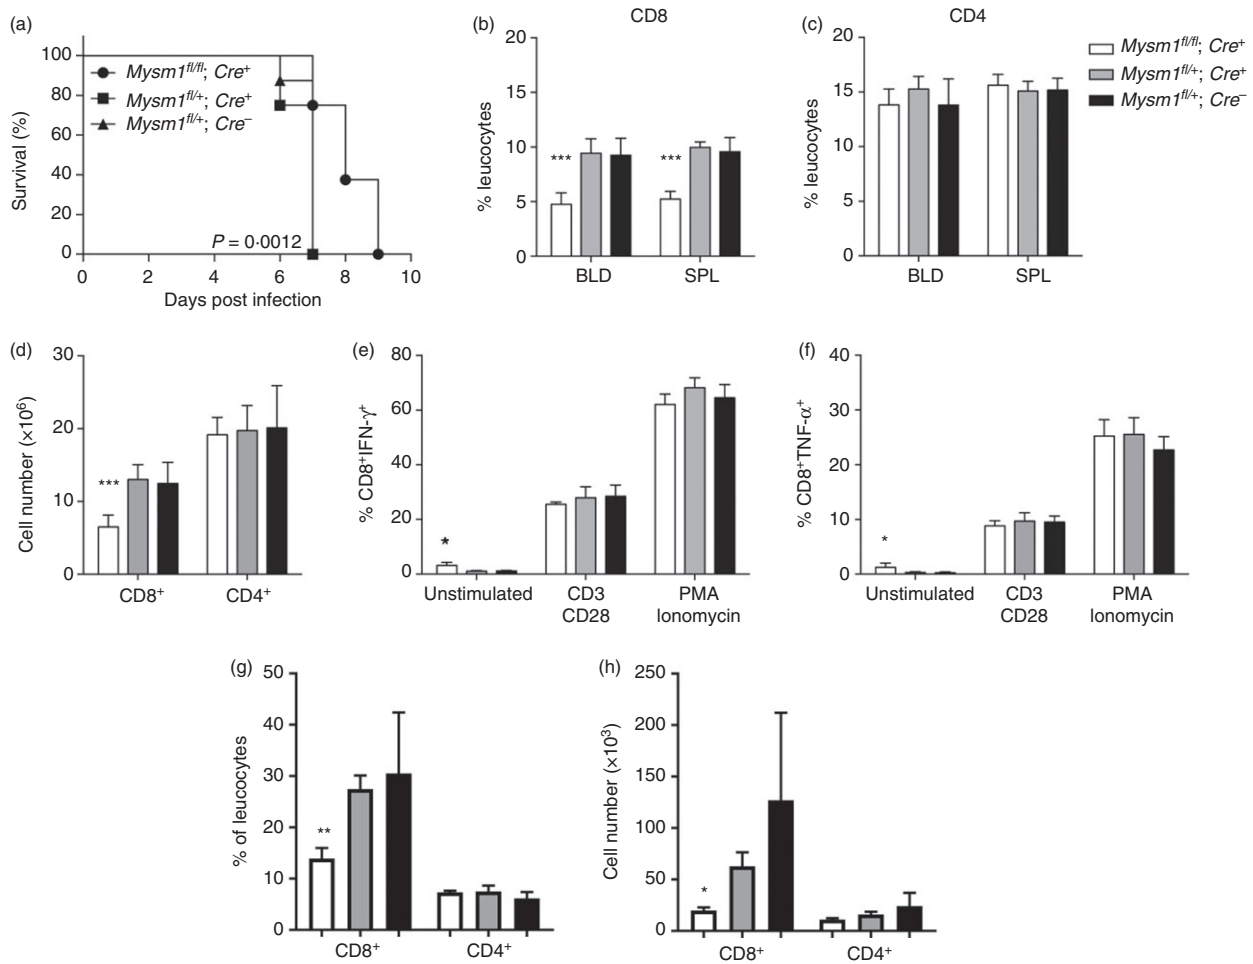 (a)
Survival (%)
100
80
60
40
20
0
Mysm1fl/fl; Cre+
Mysm1fl/+; Cre+
Mysm1fl/+; Cre−
P = 0·0012
0 2 4 6 8 10
Days post infection
(b)
CD8
% leucocytes
20
15
10
5
0
***
***
BLD SPL
(c)
CD4
% leucocytes
20
15
10
5
0
BLD SPL
Mysm1fl/fl; Cre+
Mysm1fl/+; Cre+
Mysm1fl/+; Cre−
(d)
Cell number (×10⁶)
30
20
10
0
***
CD8+ CD4+
(e)
% CD8+IFN-γ+
80
60
40
20
0
*
Unstimulated CD3 PMA
CD28 Ionomycin
(f)
% CD8+TNF-α+
40
30
20
10
0
*
Unstimulated CD3 PMA
CD28 Ionomycin
(g)
% of leucocytes
50
40
30
20
10
0
**
CD8+ CD4+
(h)
Cell number (×10³)
250
200
150
100
50
0
*
CD8+ CD4+